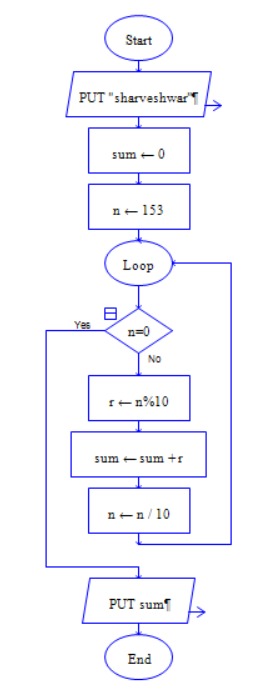 Start
PUT "sharveshwar"¶
sum ← 0
n ← 153
Loop
n=0
Yes
No
r ← n%10
sum ← sum +r
n ← n / 10
PUT sum¶
End